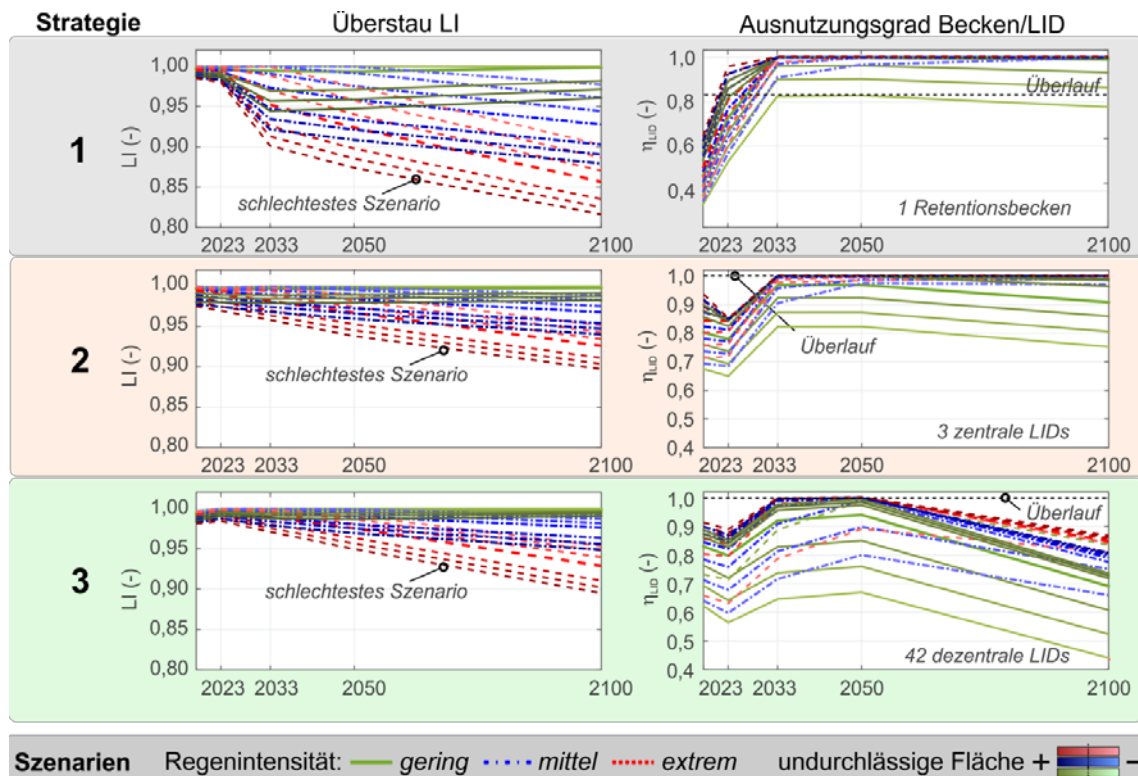 Strategie
Überstau LI
Ausnutzungsgrad Becken/LID
1
LI (-)
1,00
0,95
0,90
0,85
0,80
schlechtestes Szenario
2023 2033 2050 2100
ηLID (-)
1,0
0,8
0,6
0,4
Überlauf
1 Retentionsbecken
2023 2033 2050 2100
2
LI (-)
1,00
0,95
0,90
0,85
0,80
schlechtestes Szenario
2023 2033 2050 2100
ηLID (-)
1,0
0,9
0,8
0,7
0,6
0,5
0,4
Überlauf
3 zentrale LIDs
2023 2033 2050 2100
3
LI (-)
1,00
0,95
0,90
0,85
0,80
schlechtestes Szenario
2023 2033 2050 2100
ηLID (-)
1,0
0,9
0,8
0,7
0,6
0,5
0,4
Überlauf
42 dezentrale LIDs
2023 2033 2050 2100
Szenarien Regenintensität: gering mittel extrem undurchlässige Fläche + -